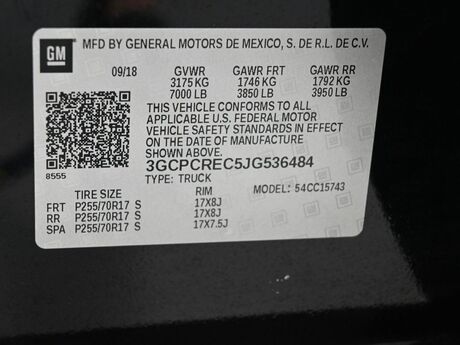 GM
MFD BY GENERAL MOTORS DE MEXICO, S. DE R.L. DE C.V.
09/18 GVWR GAWR FRT GAWR RR
3175 KG 1746 KG 1792 KG
7000 LB 3850 LB 3950 LB
THIS VEHICLE CONFORMS TO ALL
APPLICABLE U.S. FEDERAL MOTOR
VEHICLE SAFETY STANDARDS IN EFFECT
ON THE DATE OF MANUFACTURE
SHOWN ABOVE.
3GCPCREC5JG536484
8555 TYPE: TRUCK MODEL: 54CC15743
TIRE SIZE RIM
FRT P255/70R17 S 17X8J
RR P255/70R17 S 17X8J
SPA P255/70R17 S 17X7.5J